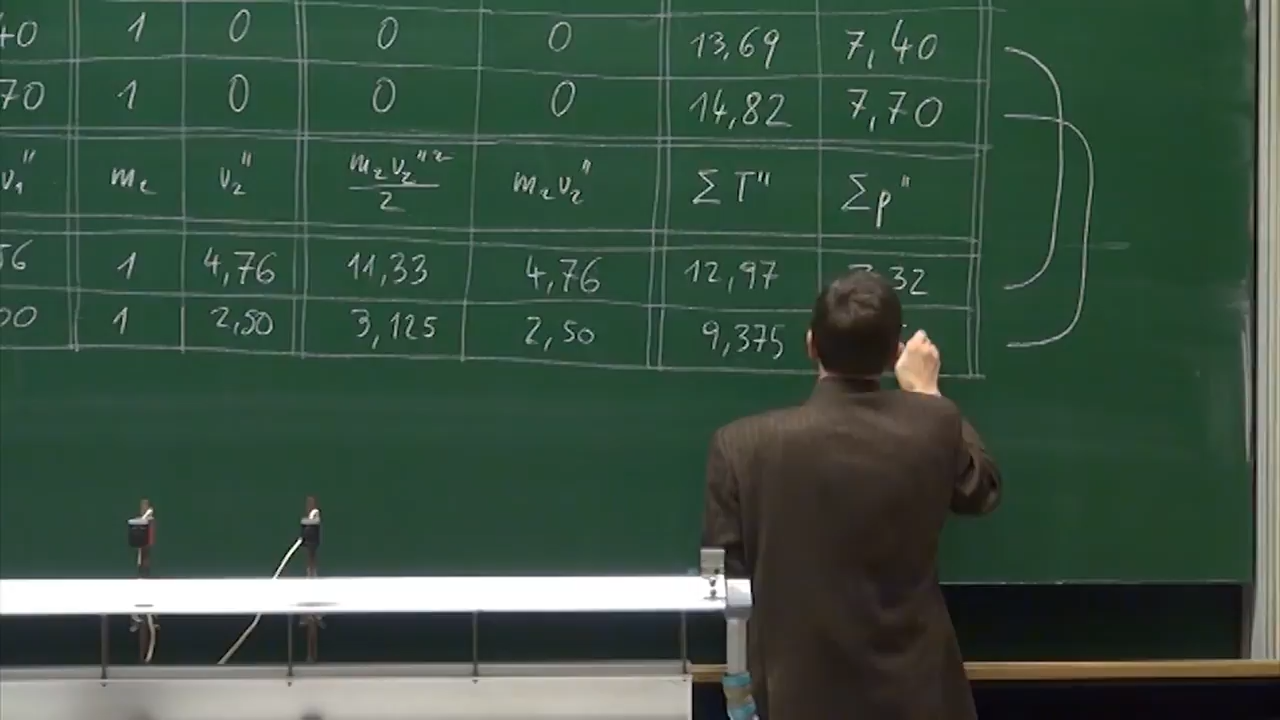 40 1 0 0 0 13,69 7,40
70 1 0 0 0 14,82 7,70
v₁" m₂ v₂" m₂v₂"²/2 m₂v₂" ΣT" Σp"
56 1 4,76 11,33 4,76 12,97 32
00 1 2,50 3,125 2,50 9,375